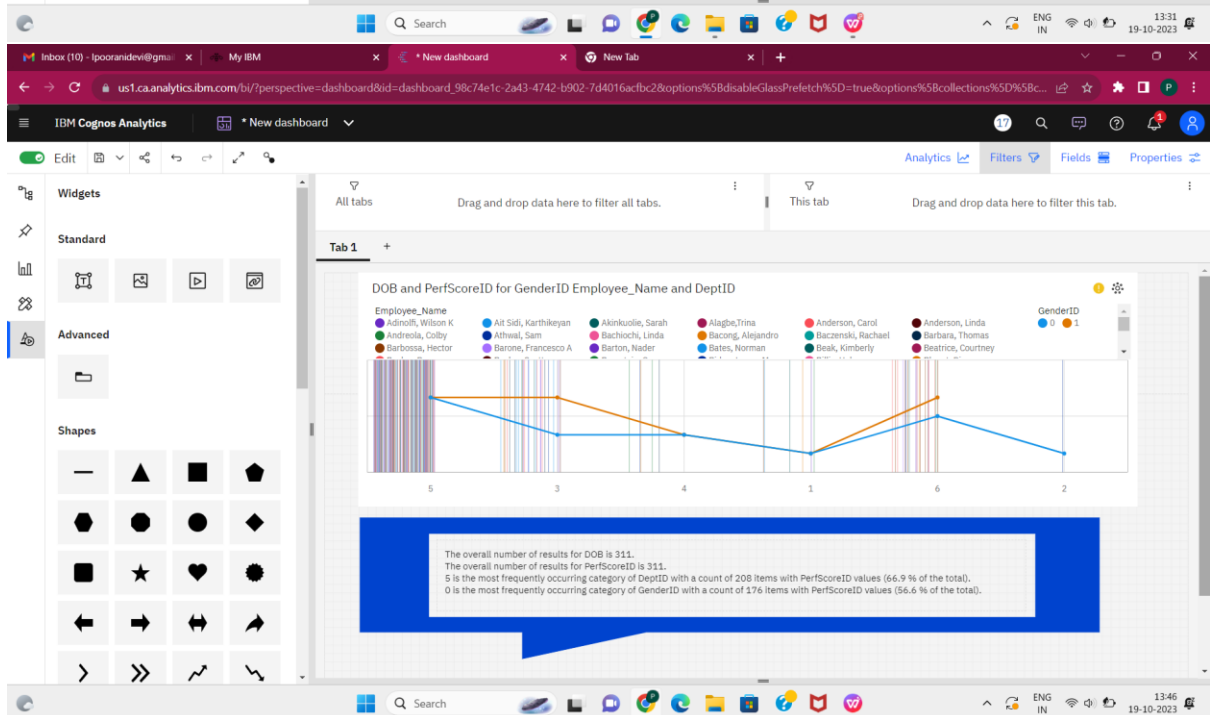 Search
ENG
IN
13:31
19-10-2023
Inbox (10) - lpooranidevi@gmai
My IBM
* New dashboard
New Tab
us1.ca.analytics.ibm.com/bi/?perspective=dashboard&id=dashboard_98c74e1c-2a43-4742-b902-7d4016acfbc2&options%5BdisableGlassPrefetch%5D=true&options%5Bcollections%5D%5Bc...
P
IBM Cognos Analytics
* New dashboard
17
1
Edit
Analytics
Filters
Fields
Properties
Widgets
All tabs
Drag and drop data here to filter all tabs.
This tab
Drag and drop data here to filter this tab.
Standard
Tab 1 +
DOB and PerfScoreID for GenderID Employee_Name and DeptID
Employee_Name
GenderID
Adinolfi, Wilson K
Ait Sidi, Karthikeyan
Akinkuolie, Sarah
Alagbe,Trina
Anderson, Carol
Anderson, Linda
0 1
Andreola, Colby
Athwal, Sam
Bachiochi, Linda
Bacong, Alejandro
Baczenski, Rachael
Barbara, Thomas
Barbossa, Hector
Barone, Francesco A
Barton, Nader
Bates, Norman
Beak, Kimberly
Beatrice, Courtney
Advanced
Shapes
5 3 4 1 6 2
The overall number of results for DOB is 311.
The overall number of results for PerfScoreID is 311.
5 is the most frequently occurring category of DeptID with a count of 208 items with PerfScoreID values (66.9 % of the total).
0 is the most frequently occurring category of GenderID with a count of 176 items with PerfScoreID values (56.6 % of the total).
Search
ENG
IN
13:46
19-10-2023